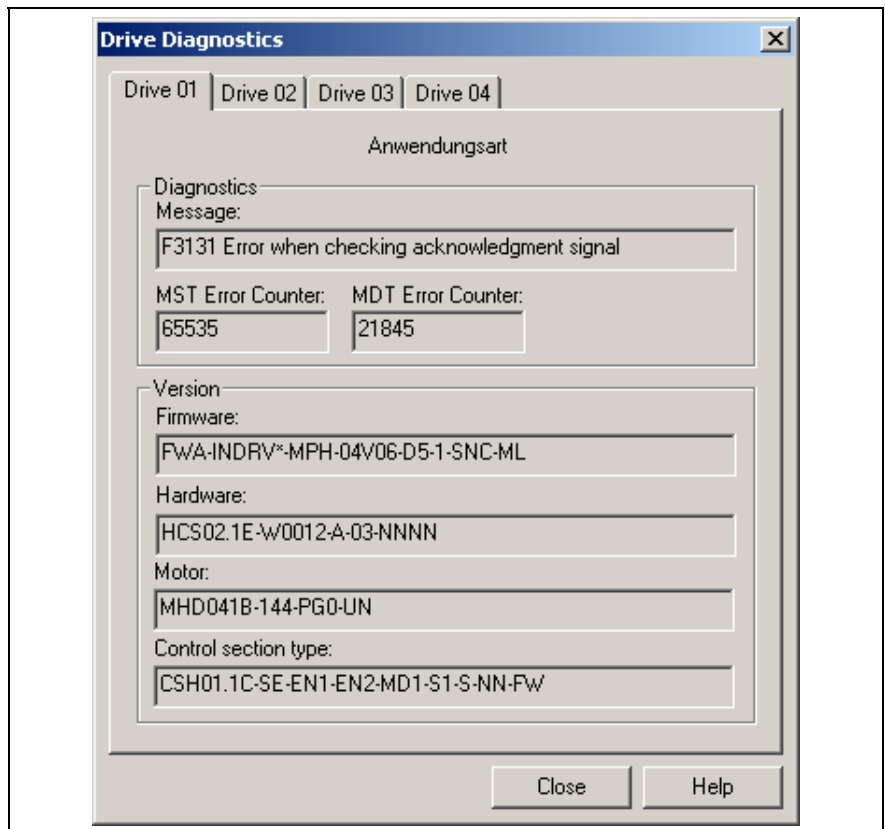 Drive Diagnostics
Drive 01 Drive 02 Drive 03 Drive 04
Anwendungsart
Diagnostics
Message:
F3131 Error when checking acknowledgment signal
MST Error Counter: MDT Error Counter:
65535 21845
Version
Firmware:
FWA-INDRV*-MPH-04V06-D5-1-SNC-ML
Hardware:
HCS02.1E-W0012-A-03-NNNN
Motor:
MHD041B-144-PG0-UN
Control section type:
CSH01.1C-SE-EN1-EN2-MD1-S1-S-NN-FW
Close Help